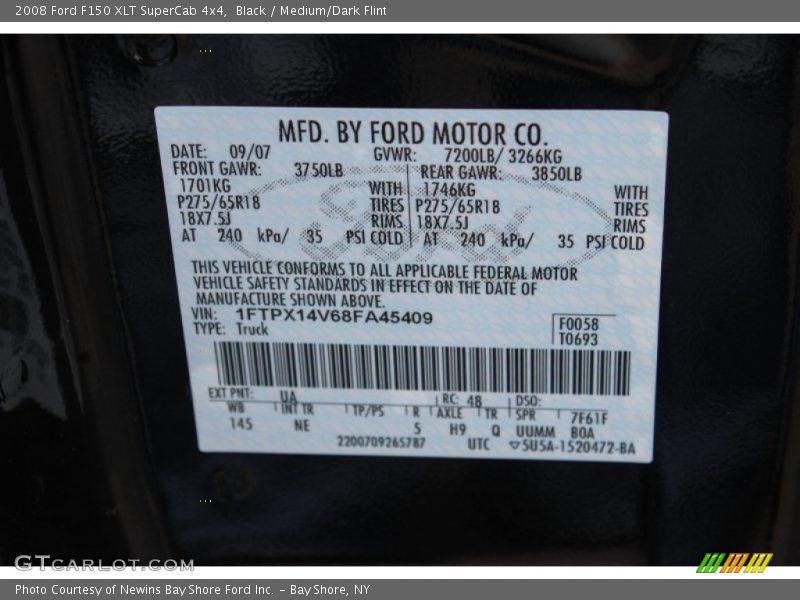 2008 Ford F150 XLT SuperCab 4x4, Black / Medium/Dark Flint
MFD. BY FORD MOTOR CO.
DATE: 09/07 GVWR: 7200LB/ 3266KG
FRONT GAWR: 3750LB REAR GAWR: 3850LB
1701KG WITH 1746KG WITH
P275/65R18 TIRES P275/65R18 TIRES
18X7.5J RIMS 18X7.5J RIMS
AT 240 kPa/ 35 PSI COLD AT 240 kPa/ 35 PSI COLD
Ford
THIS VEHICLE CONFORMS TO ALL APPLICABLE FEDERAL MOTOR
VEHICLE SAFETY STANDARDS IN EFFECT ON THE DATE OF
MANUFACTURE SHOWN ABOVE.
VIN: 1FTPX14V68FA45409
TYPE: Truck
F0058
T0693
EXT PNT: UA RC: 48 DSO:
WB INT TR TP/PS R AXLE TR SPR 7F61F
145 NE 5 H9 Q UUMM BOA
2200709265787 UTC ▽5U5A-1520472-BA
GTCARLOT.COM
Photo Courtesy of Newins Bay Shore Ford Inc. - Bay Shore, NY